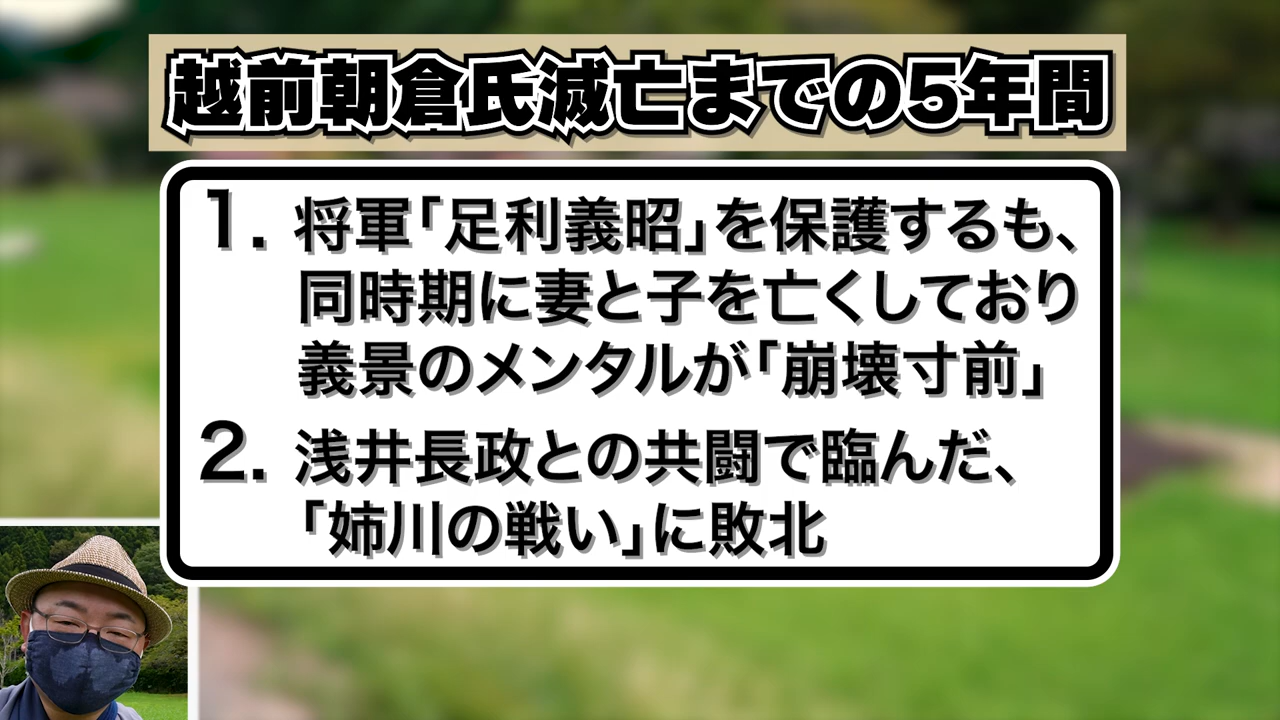 越前朝倉氏滅亡までの5年間
1. 将軍「足利義昭」を保護するも、
同時期に妻と子を亡くしており
義景のメンタルが「崩壊寸前」
2. 浅井長政との共闘で臨んだ、
「姉川の戦い」に敗北